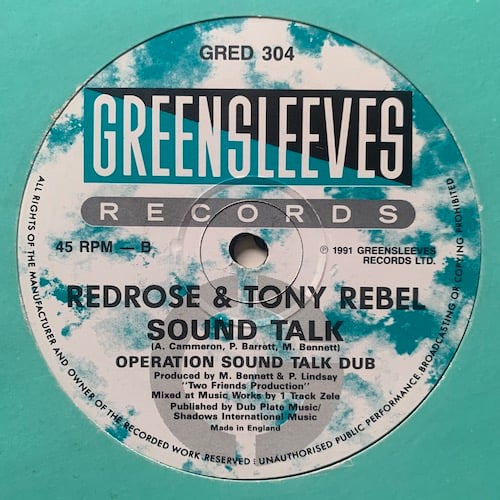 GRED 304
GREENSLEEVES
RECORDS
45 RPM — B
℗ 1991 GREENSLEEVES
RECORDS LTD.
REDROSE & TONY REBEL
SOUND TALK
(A. Cammeron, P. Barrett, M. Bennett)
OPERATION SOUND TALK DUB
Produced by M. Bennett & P. Lindsay
"Two Friends Production"
Mixed at Music Works by 1 Track Zele
Published by Dub Plate Music/
Shadows International Music
Made in England
ALL RIGHTS OF THE MANUFACTURER AND OWNER OF THE RECORDED WORK RESERVED UNAUTHORISED PUBLIC PERFORMANCE, BROADCASTING OR COPYING PROHIBITED